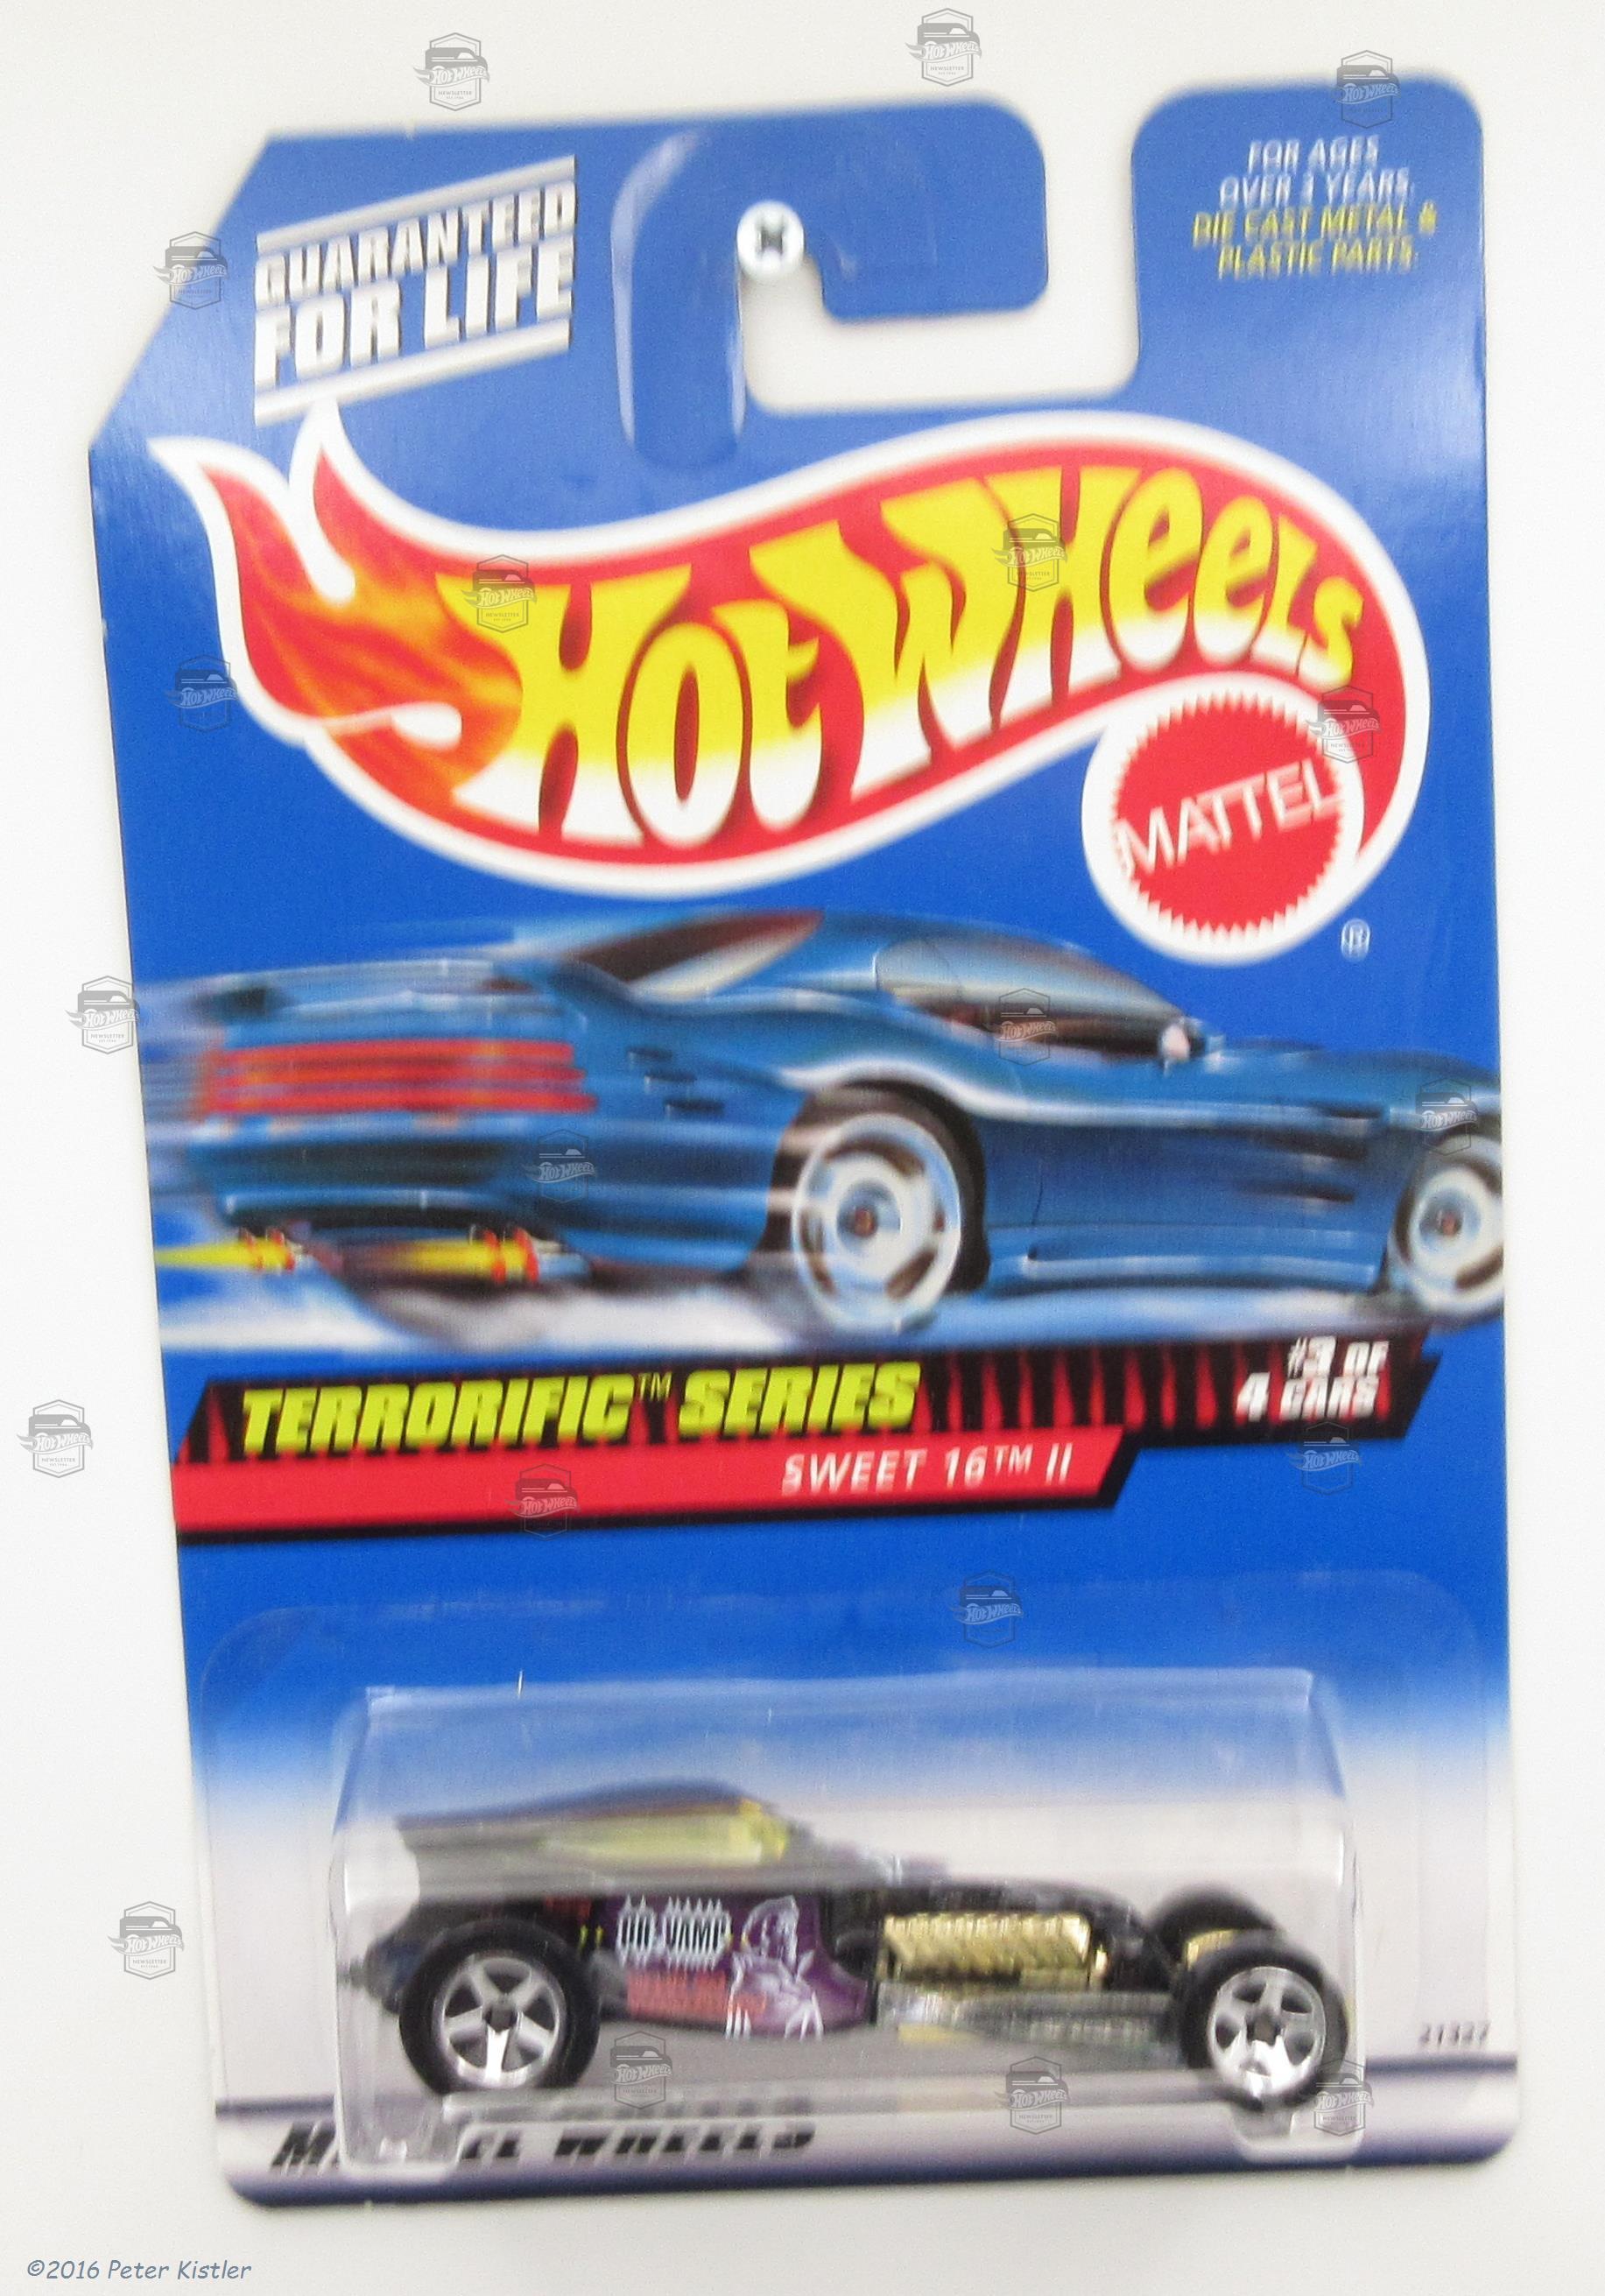 GUARANTEED
FOR LIFE
FOR AGES
OVER 3 YEARS.
DIE CAST METAL &
PLASTIC PARTS.
Hot Wheels
MATTEL
®
TERRORIFIC™ SERIES
#3 OF
4 CARS
SWEET 16™ II
21327
WHEELS
©2016 Peter Kistler